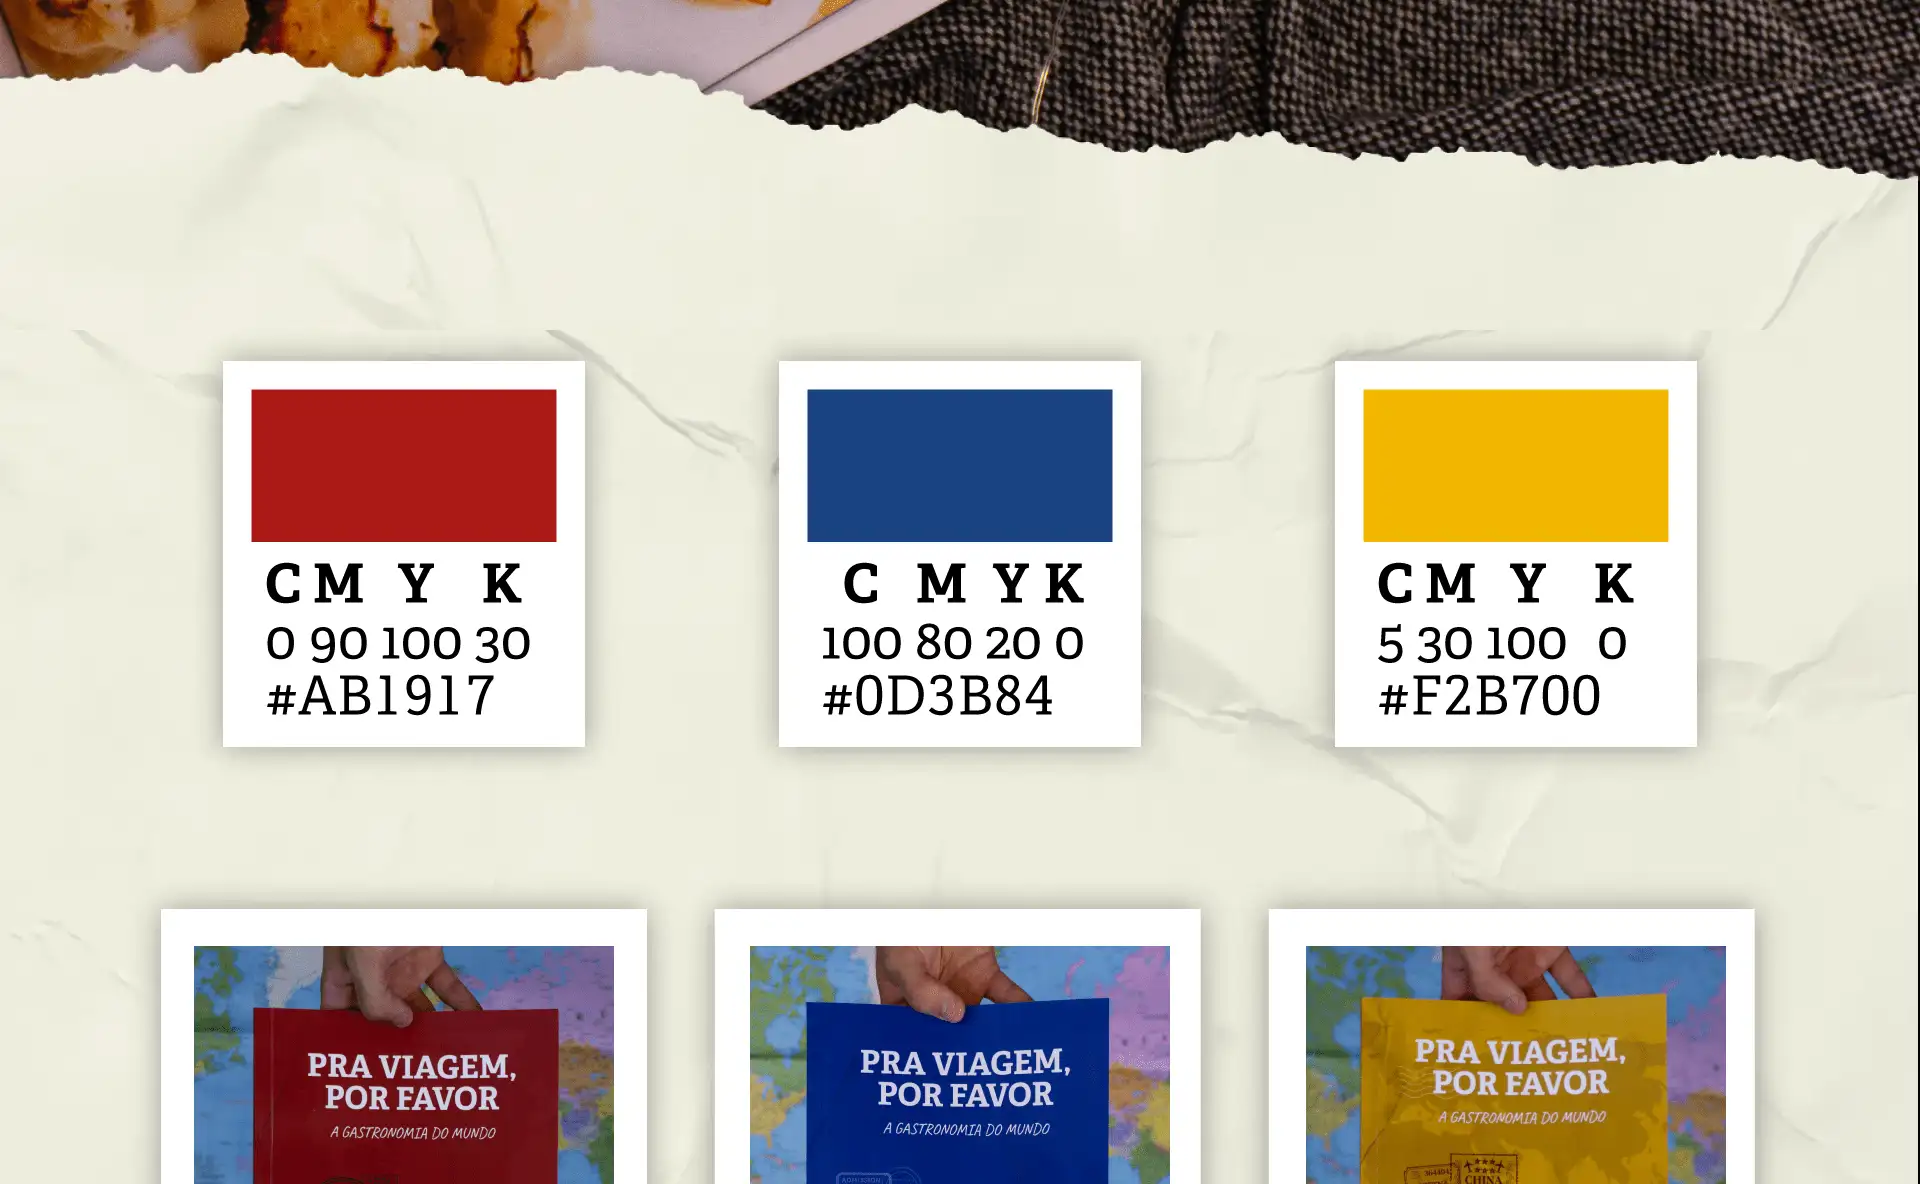 C M Y K
0 90 100 30
#AB1917
C M Y K
100 80 20 0
#0D3B84
C M Y K
5 30 100 0
#F2B700
PRA VIAGEM,
POR FAVOR
A GASTRONOMIA DO MUNDO
PRA VIAGEM,
POR FAVOR
A GASTRONOMIA DO MUNDO
PRA VIAGEM,
POR FAVOR
A GASTRONOMIA DO MUNDO
CHINA